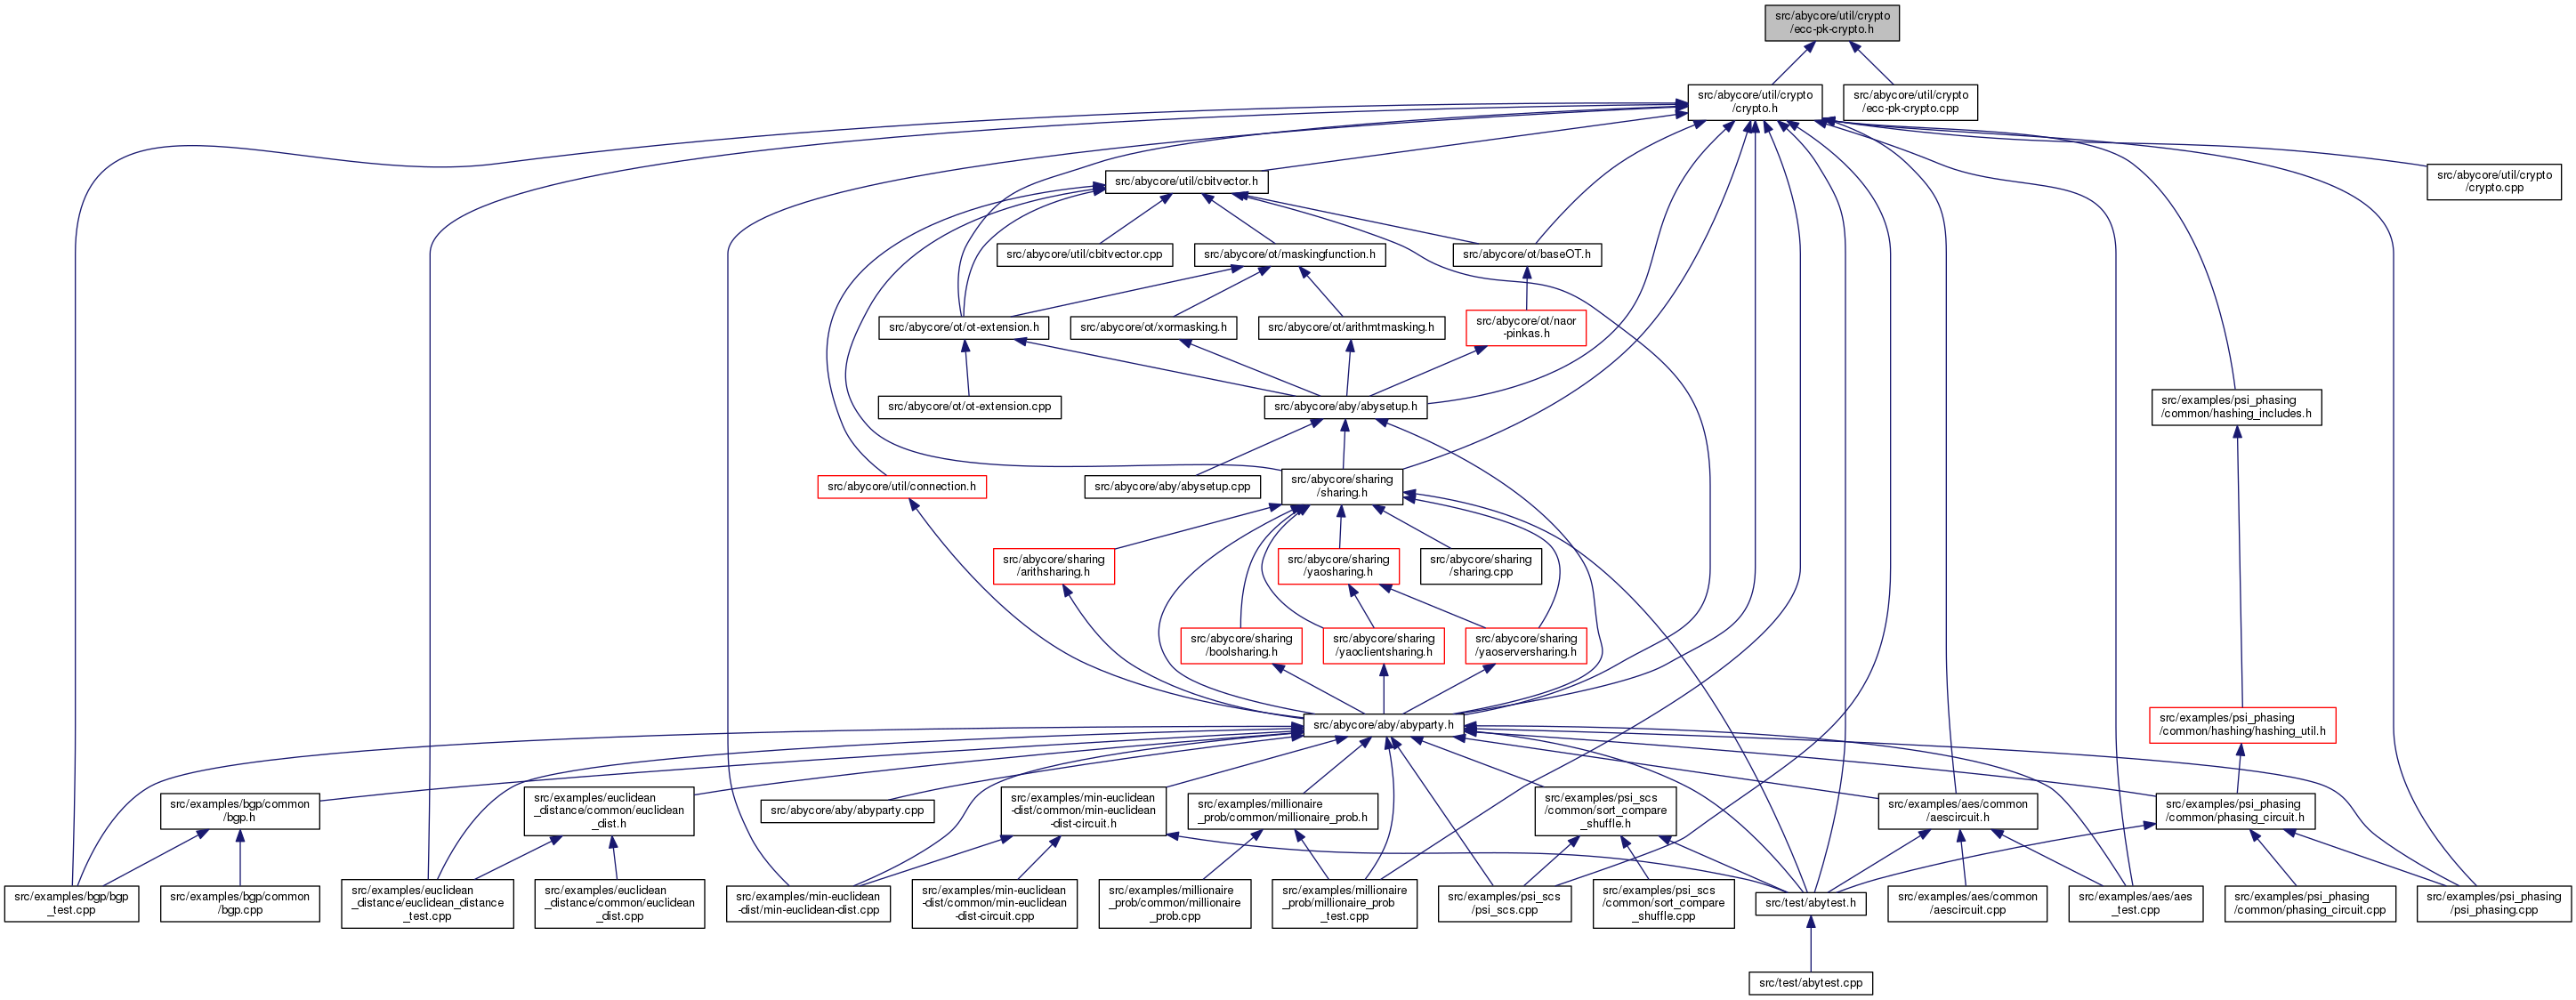 src/abycore/util/crypto
/ecc-pk-crypto.h
src/abycore/util/crypto
/crypto.h
src/abycore/util/crypto
/ecc-pk-crypto.cpp
src/abycore/util/cbitvector.h
src/abycore/util/crypto
/crypto.cpp
src/abycore/util/cbitvector.cpp
src/abycore/ot/maskingfunction.h
src/abycore/ot/baseOT.h
src/abycore/ot/ot-extension.h
src/abycore/ot/xormasking.h
src/abycore/ot/arithmtmasking.h
src/abycore/ot/naor
-pinkas.h
src/abycore/ot/ot-extension.cpp
src/abycore/aby/abysetup.h
src/examples/psi_phasing
/common/hashing_includes.h
src/abycore/util/connection.h
src/abycore/aby/abysetup.cpp
src/abycore/sharing
/sharing.h
src/abycore/sharing
/arithsharing.h
src/abycore/sharing
/yaosharing.h
src/abycore/sharing
/sharing.cpp
src/abycore/sharing
/boolsharing.h
src/abycore/sharing
/yaoclientsharing.h
src/abycore/sharing
/yaoserversharing.h
src/abycore/aby/abyparty.h
src/examples/psi_phasing
/common/hashing/hashing_util.h
src/examples/bgp/common
/bgp.h
src/examples/euclidean
_distance/common/euclidean
_dist.h
src/abycore/aby/abyparty.cpp
src/examples/min-euclidean
-dist/common/min-euclidean
-dist-circuit.h
src/examples/millionaire
_prob/common/millionaire_prob.h
src/examples/psi_scs
/common/sort_compare
_shuffle.h
src/examples/aes/common
/aescircuit.h
src/examples/psi_phasing
/common/phasing_circuit.h
src/examples/bgp/bgp
_test.cpp
src/examples/bgp/common
/bgp.cpp
src/examples/euclidean
_distance/euclidean_distance
_test.cpp
src/examples/euclidean
_distance/common/euclidean
_dist.cpp
src/examples/min-euclidean
-dist/min-euclidean-dist.cpp
src/examples/min-euclidean
-dist/common/min-euclidean
-dist-circuit.cpp
src/examples/millionaire
_prob/common/millionaire
_prob.cpp
src/examples/millionaire
_prob/millionaire_prob
_test.cpp
src/examples/psi_scs
/psi_scs.cpp
src/examples/psi_scs
/common/sort_compare
_shuffle.cpp
src/test/abytest.h
src/examples/aes/common
/aescircuit.cpp
src/examples/aes/aes
_test.cpp
src/examples/psi_phasing
/common/phasing_circuit.cpp
src/examples/psi_phasing
/psi_phasing.cpp
src/test/abytest.cpp